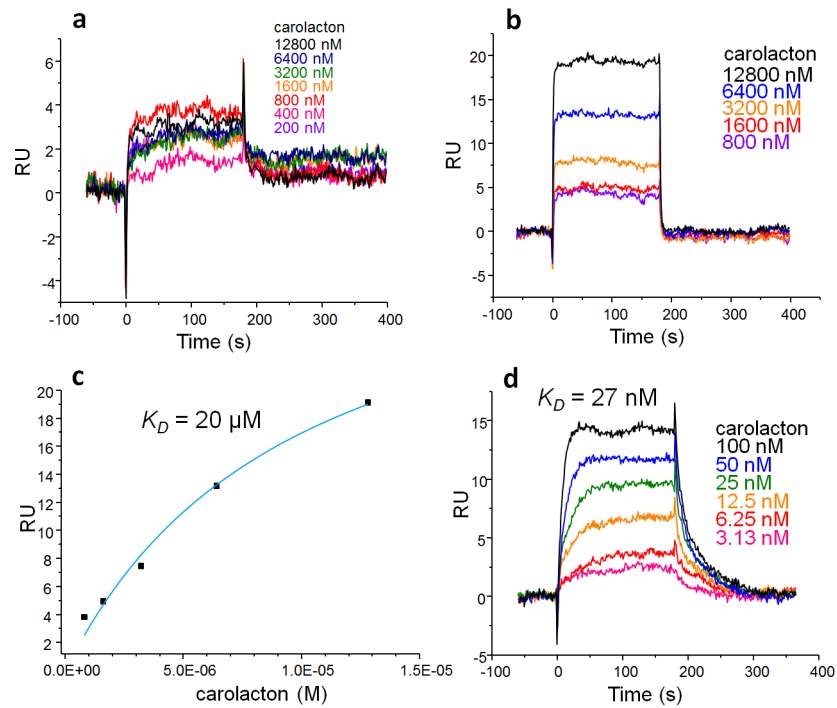 a
carolacton
12800 nM
6400 nM
3200 nM
1600 nM
800 nM
400 nM
200 nM
6
4
2
0
-2
-4
RU
-100 0 100 200 300 400
Time (s)
b
carolacton
12800 nM
6400 nM
3200 nM
1600 nM
800 nM
20
15
10
5
0
-5
RU
-100 0 100 200 300 400
Time (s)
c
K_D = 20 µM
20
18
16
14
12
10
8
6
4
2
RU
0.0E+00 5.0E-06 1.0E-05 1.5E-05
carolacton (M)
d
K_D = 27 nM
carolacton
100 nM
50 nM
25 nM
12.5 nM
6.25 nM
3.13 nM
15
10
5
0
-5
RU
-100 0 100 200 300 400
Time (s)